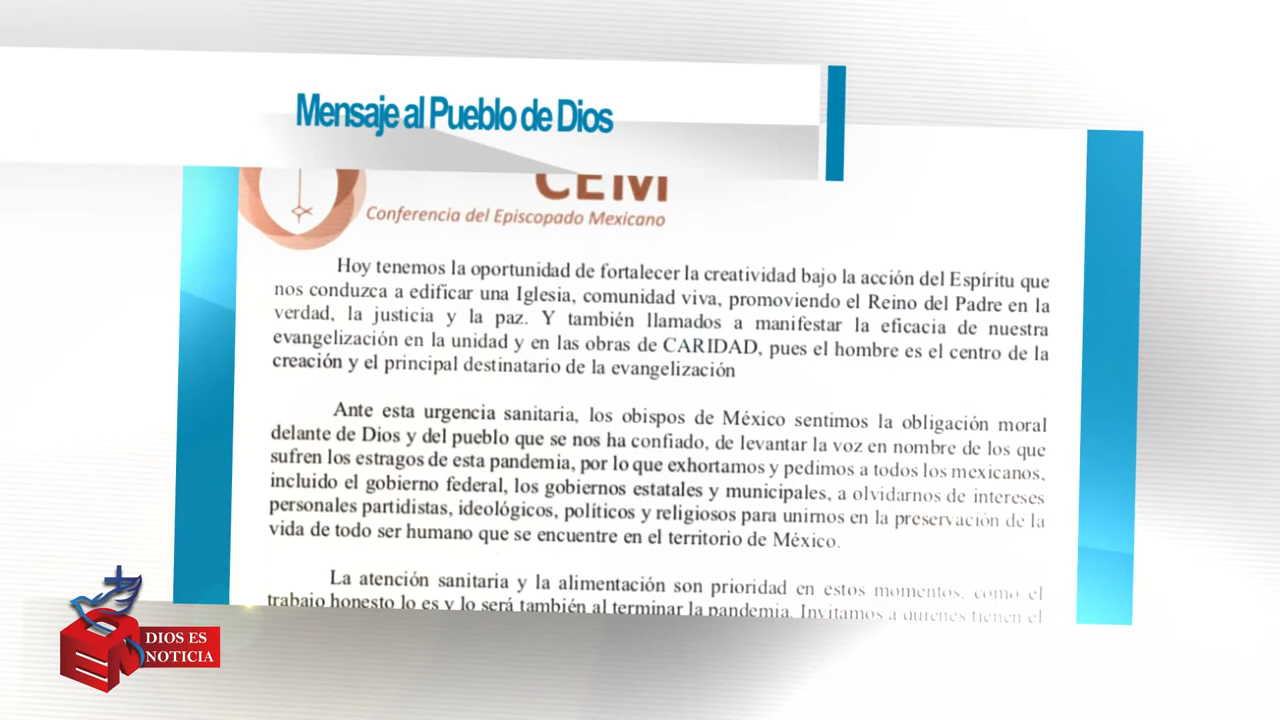 Mensaje al Pueblo de Dios
CEM
Conferencia del Episcopado Mexicano
Hoy tenemos la oportunidad de fortalecer la creatividad bajo la acción del Espíritu que
nos conduzca a edificar una Iglesia, comunidad viva, promoviendo el Reino del Padre en la
verdad, la justicia y la paz. Y también llamados a manifestar la eficacia de nuestra
evangelización en la unidad y en las obras de CARIDAD, pues el hombre es el centro de la
creación y el principal destinatario de la evangelización
Ante esta urgencia sanitaria, los obispos de México sentimos la obligación moral
delante de Dios y del pueblo que se nos ha confiado, de levantar la voz en nombre de los que
sufren los estragos de esta pandemia, por lo que exhortamos y pedimos a todos los mexicanos,
incluido el gobierno federal, los gobiernos estatales y municipales, a olvidarnos de intereses
personales partidistas, ideológicos, políticos y religiosos para unirnos en la preservación de la
vida de todo ser humano que se encuentre en el territorio de México.
La atención sanitaria y la alimentación son prioridad en estos momentos, como el
trabajo honesto lo es y lo será también al terminar la pandemia. Invitamos a quienes tienen el
DIOS ES
NOTICIA